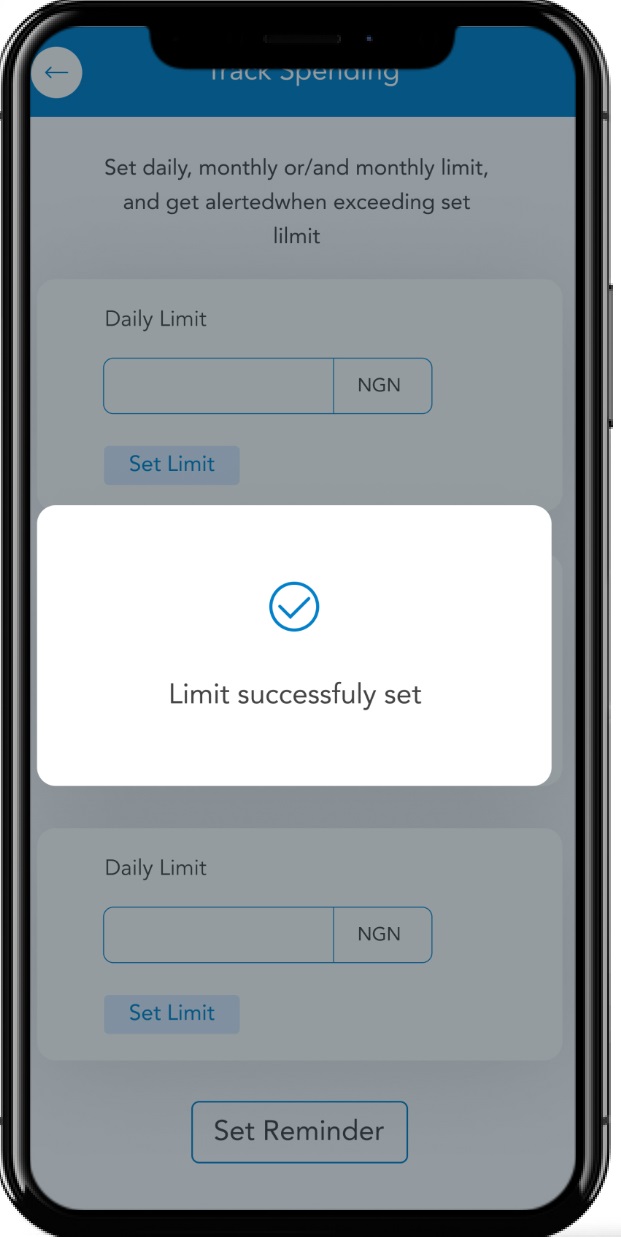 Track Spending
Set daily, monthly or/and monthly limit,
and get alertedwhen exceeding set
lilmit
Daily Limit
NGN
Set Limit
Limit successfuly set
Daily Limit
NGN
Set Limit
Set Reminder